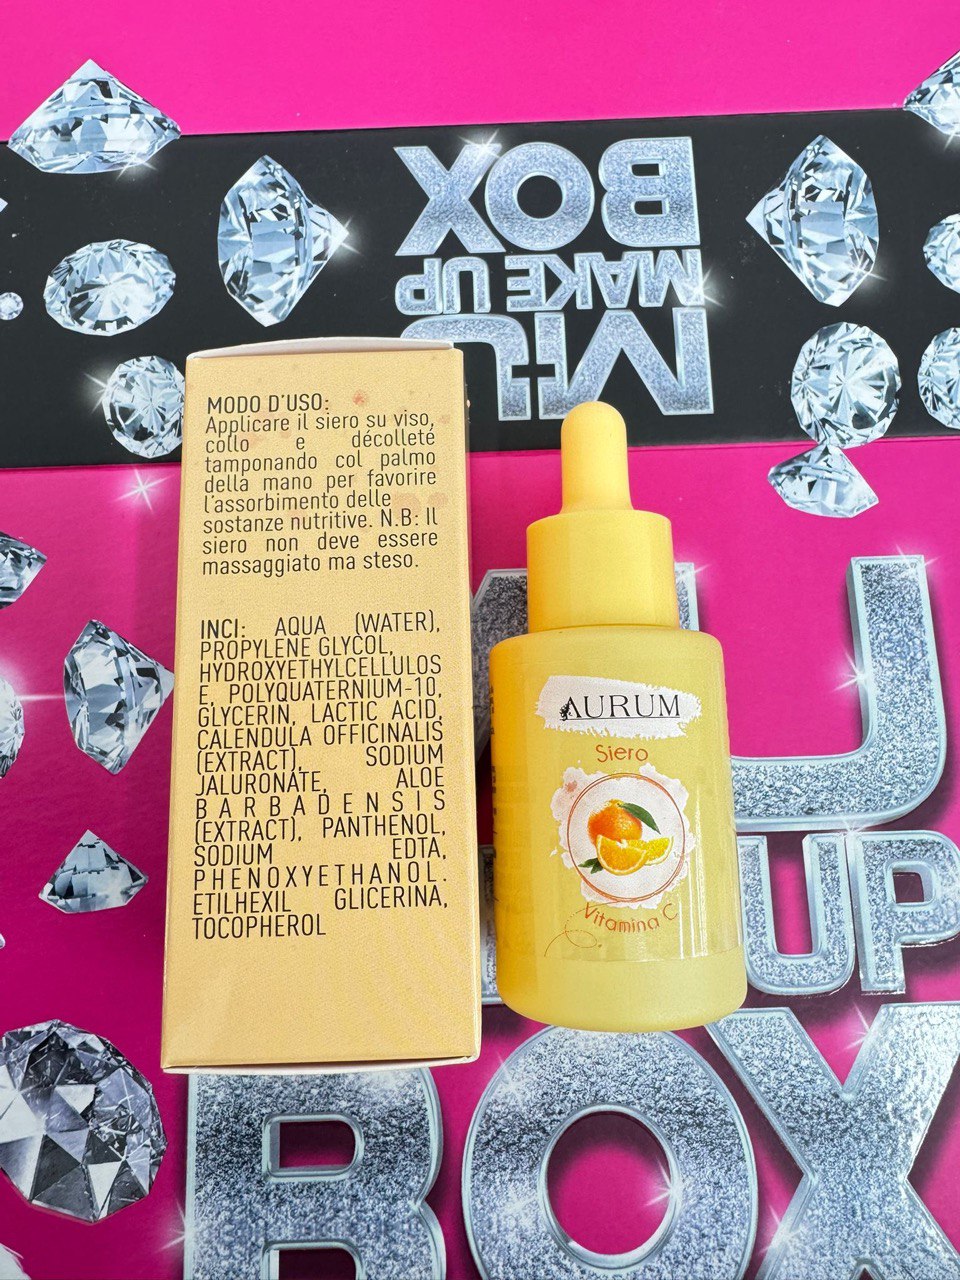 BOX
MAKE UP
MU
MODO D'USO:
Applicare il siero su viso,
collo e décolleté
tamponando col palmo
della mano per favorire
l'assorbimento delle
sostanze nutritive. N.B: Il
siero non deve essere
massaggiato ma steso.
INCI: AQUA (WATER),
PROPYLENE GLYCOL,
HYDROXYETHYLCELLULOS
E, POLYQUATERNIUM-10,
GLYCERIN, LACTIC ACID,
CALENDULA OFFICINALIS
(EXTRACT), SODIUM
JALURONATE, ALOE
BARBADENSIS
(EXTRACT), PANTHENOL,
SODIUM EDTA,
PHENOXYETHANOL.
ETILHEXIL GLICERINA,
TOCOPHEROL
AURUM
Siero
Vitamina C
MU
UP
BOX